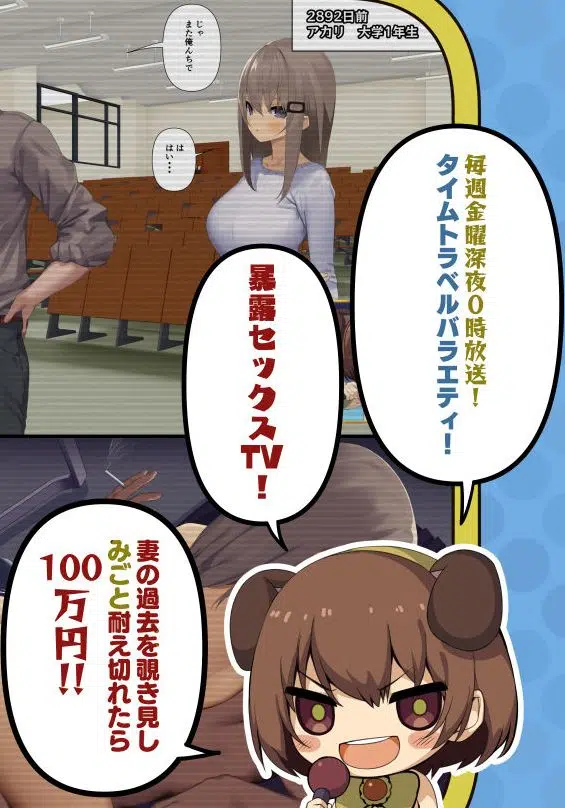 2892日前
アカリ 大学1年生
じゃ
また俺んちで
は
はい…
毎週金曜深夜0時放送!
タイムトラベルバラエティ!
暴露セックスTV!
妻の過去を覗き見し
みごと耐え切れたら
100万円!!